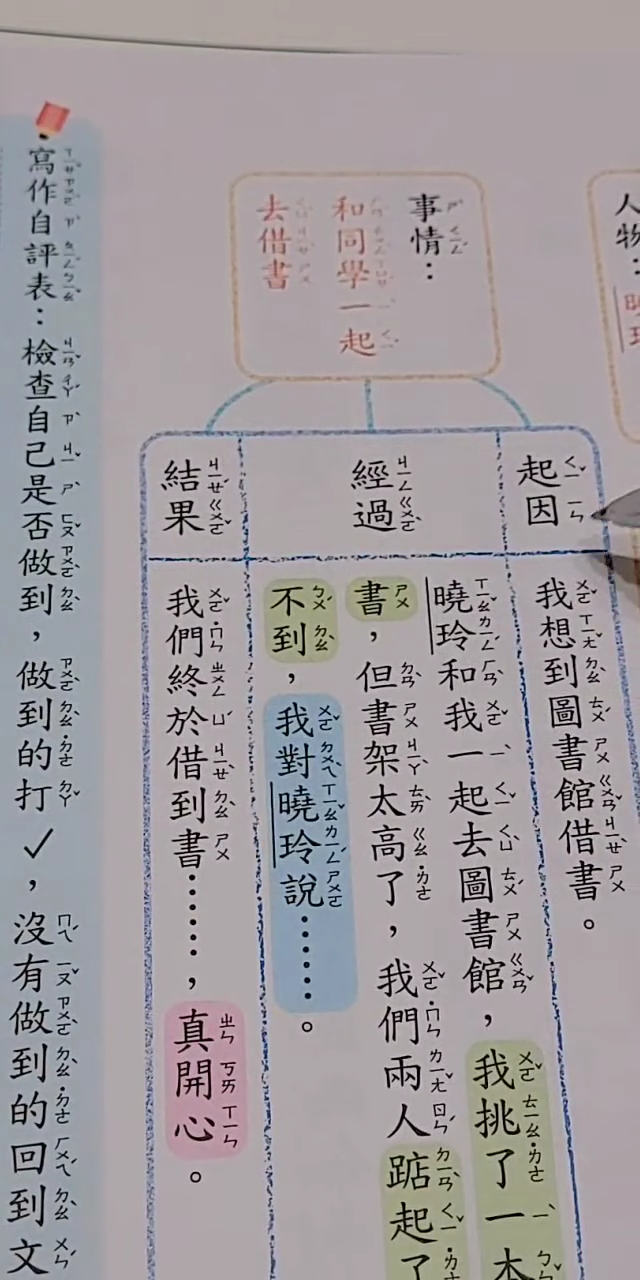 人物：
事情：
和同學一起
去借書
起因
我想到圖書館借書。
經過
曉玲和我一起去圖書館，我挑了一本
書，但書架太高了，我們兩人踮起了
不到，我對曉玲說……。
結果
我們終於借到書……，真開心。
寫作自評表：檢查自己是否做到，做到的打✓，沒有做到的回到文